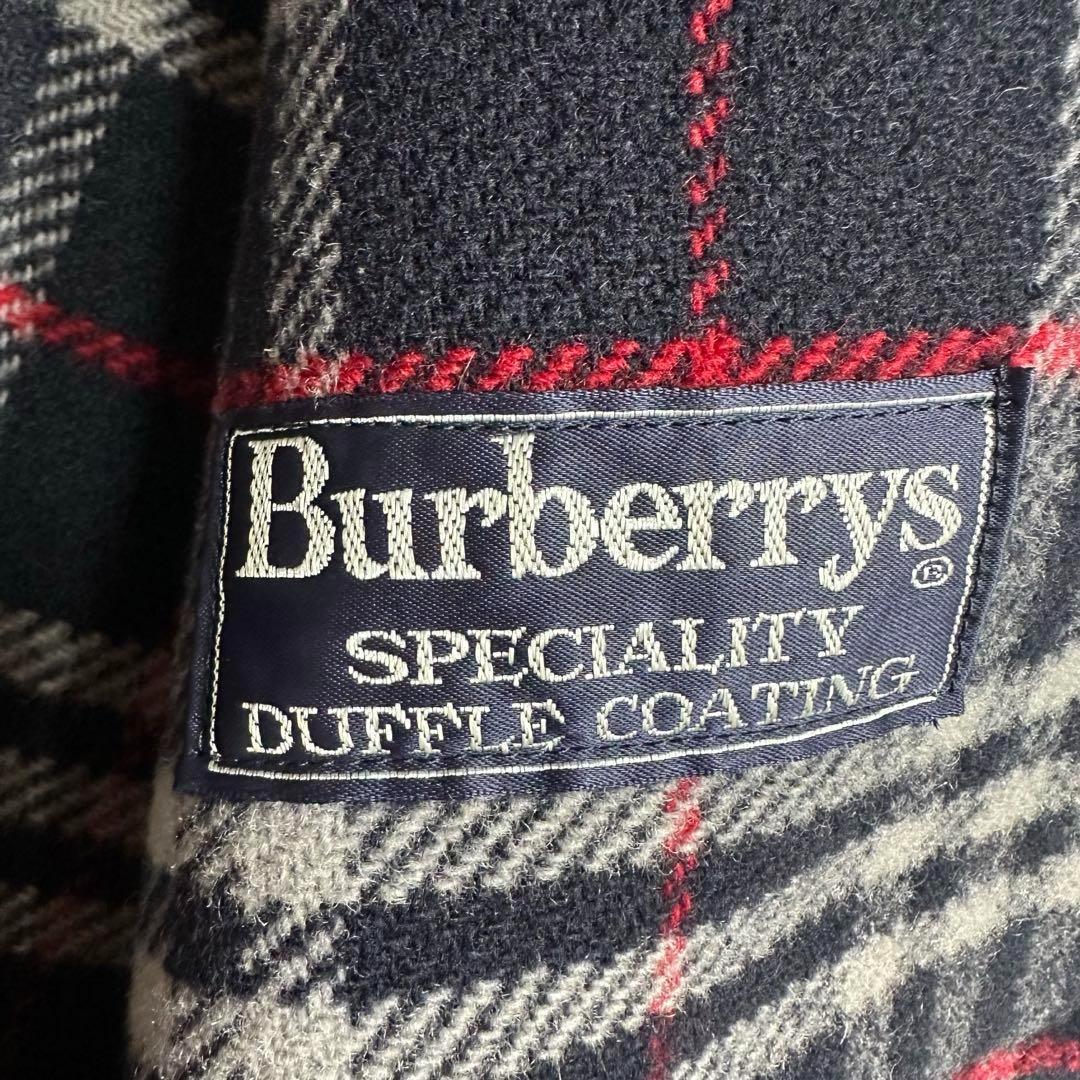 Burberrys
®
SPECIALITY
DUFFLE COATING